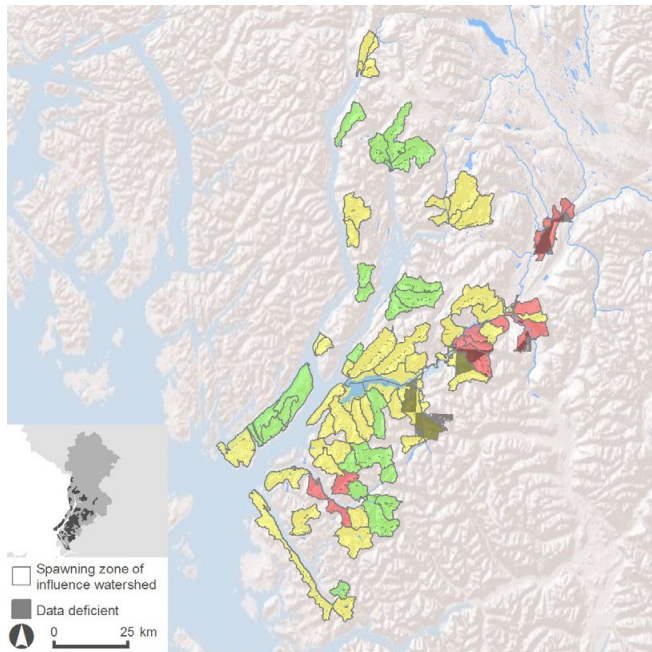 Spawning zone of
influence watershed
Data deficient
0 25 km